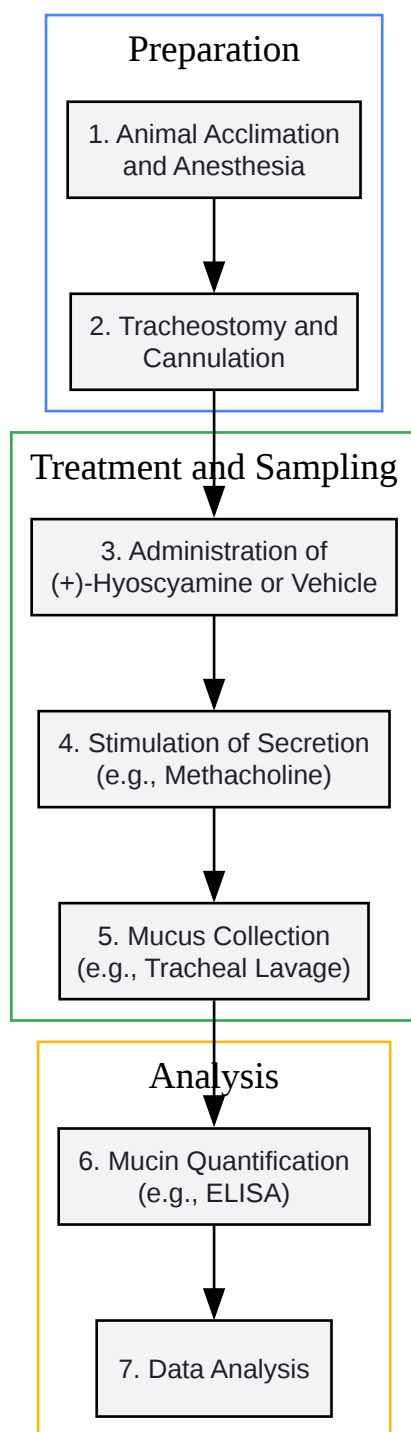 Preparation
1. Animal Acclimation
and Anesthesia
2. Tracheostomy and
Cannulation
Treatment and Sampling
3. Administration of
(+)-Hyoscyamine or Vehicle
4. Stimulation of Secretion
(e.g., Methacholine)
5. Mucus Collection
(e.g., Tracheal Lavage)
Analysis
6. Mucin Quantification
(e.g., ELISA)
7. Data Analysis